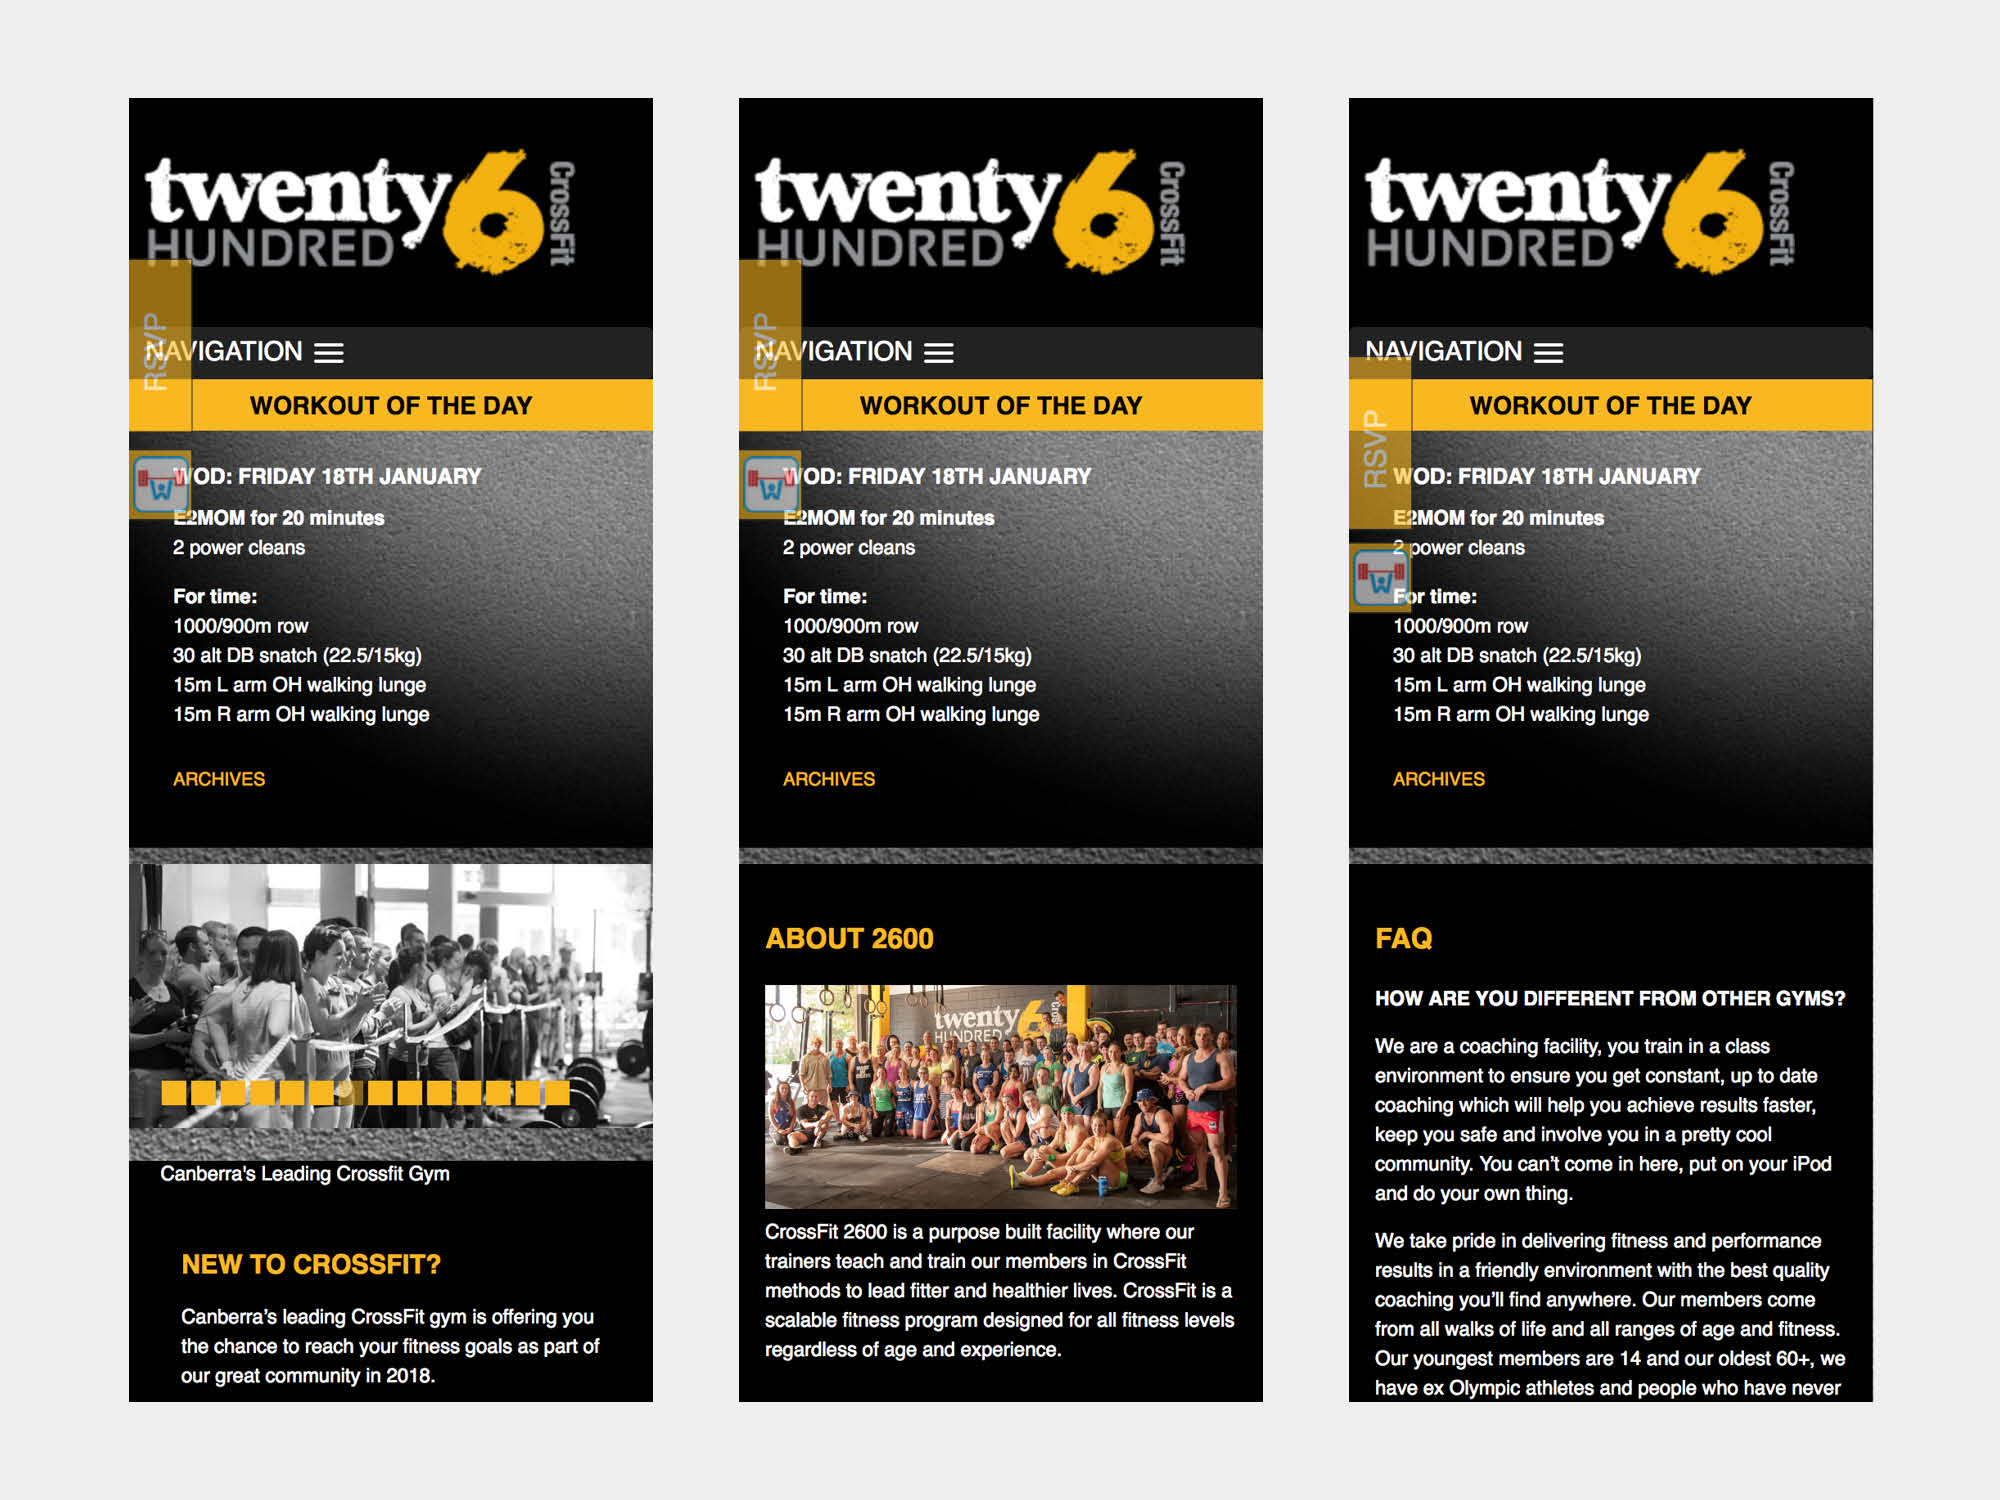 twenty6
HUNDRED
CrossFit
RSVP
NAVIGATION
WORKOUT OF THE DAY
W
WOD: FRIDAY 18TH JANUARY
E2MOM for 20 minutes
2 power cleans
For time:
1000/900m row
30 alt DB snatch (22.5/15kg)
15m L arm OH walking lunge
15m R arm OH walking lunge
ARCHIVES
Canberra's Leading Crossfit Gym
NEW TO CROSSFIT?
Canberra's leading CrossFit gym is offering you
the chance to reach your fitness goals as part of
our great community in 2018.
twenty6
HUNDRED
CrossFit
RSVP
NAVIGATION
WORKOUT OF THE DAY
W
WOD: FRIDAY 18TH JANUARY
E2MOM for 20 minutes
2 power cleans
For time:
1000/900m row
30 alt DB snatch (22.5/15kg)
15m L arm OH walking lunge
15m R arm OH walking lunge
ARCHIVES
ABOUT 2600
twenty6
HUNDRED
CrossFit 2600 is a purpose built facility where our
trainers teach and train our members in CrossFit
methods to lead fitter and healthier lives. CrossFit is a
scalable fitness program designed for all fitness levels
regardless of age and experience.
twenty6
HUNDRED
CrossFit
NAVIGATION
RSVP
WORKOUT OF THE DAY
WOD: FRIDAY 18TH JANUARY
E2MOM for 20 minutes
2 power cleans
W
For time:
1000/900m row
30 alt DB snatch (22.5/15kg)
15m L arm OH walking lunge
15m R arm OH walking lunge
ARCHIVES
FAQ
HOW ARE YOU DIFFERENT FROM OTHER GYMS?
We are a coaching facility, you train in a class
environment to ensure you get constant, up to date
coaching which will help you achieve results faster,
keep you safe and involve you in a pretty cool
community. You can't come in here, put on your iPod
and do your own thing.
We take pride in delivering fitness and performance
results in a friendly environment with the best quality
coaching you'll find anywhere. Our members come
from all walks of life and all ranges of age and fitness.
Our youngest members are 14 and our oldest 60+, we
have ex Olympic athletes and people who have never